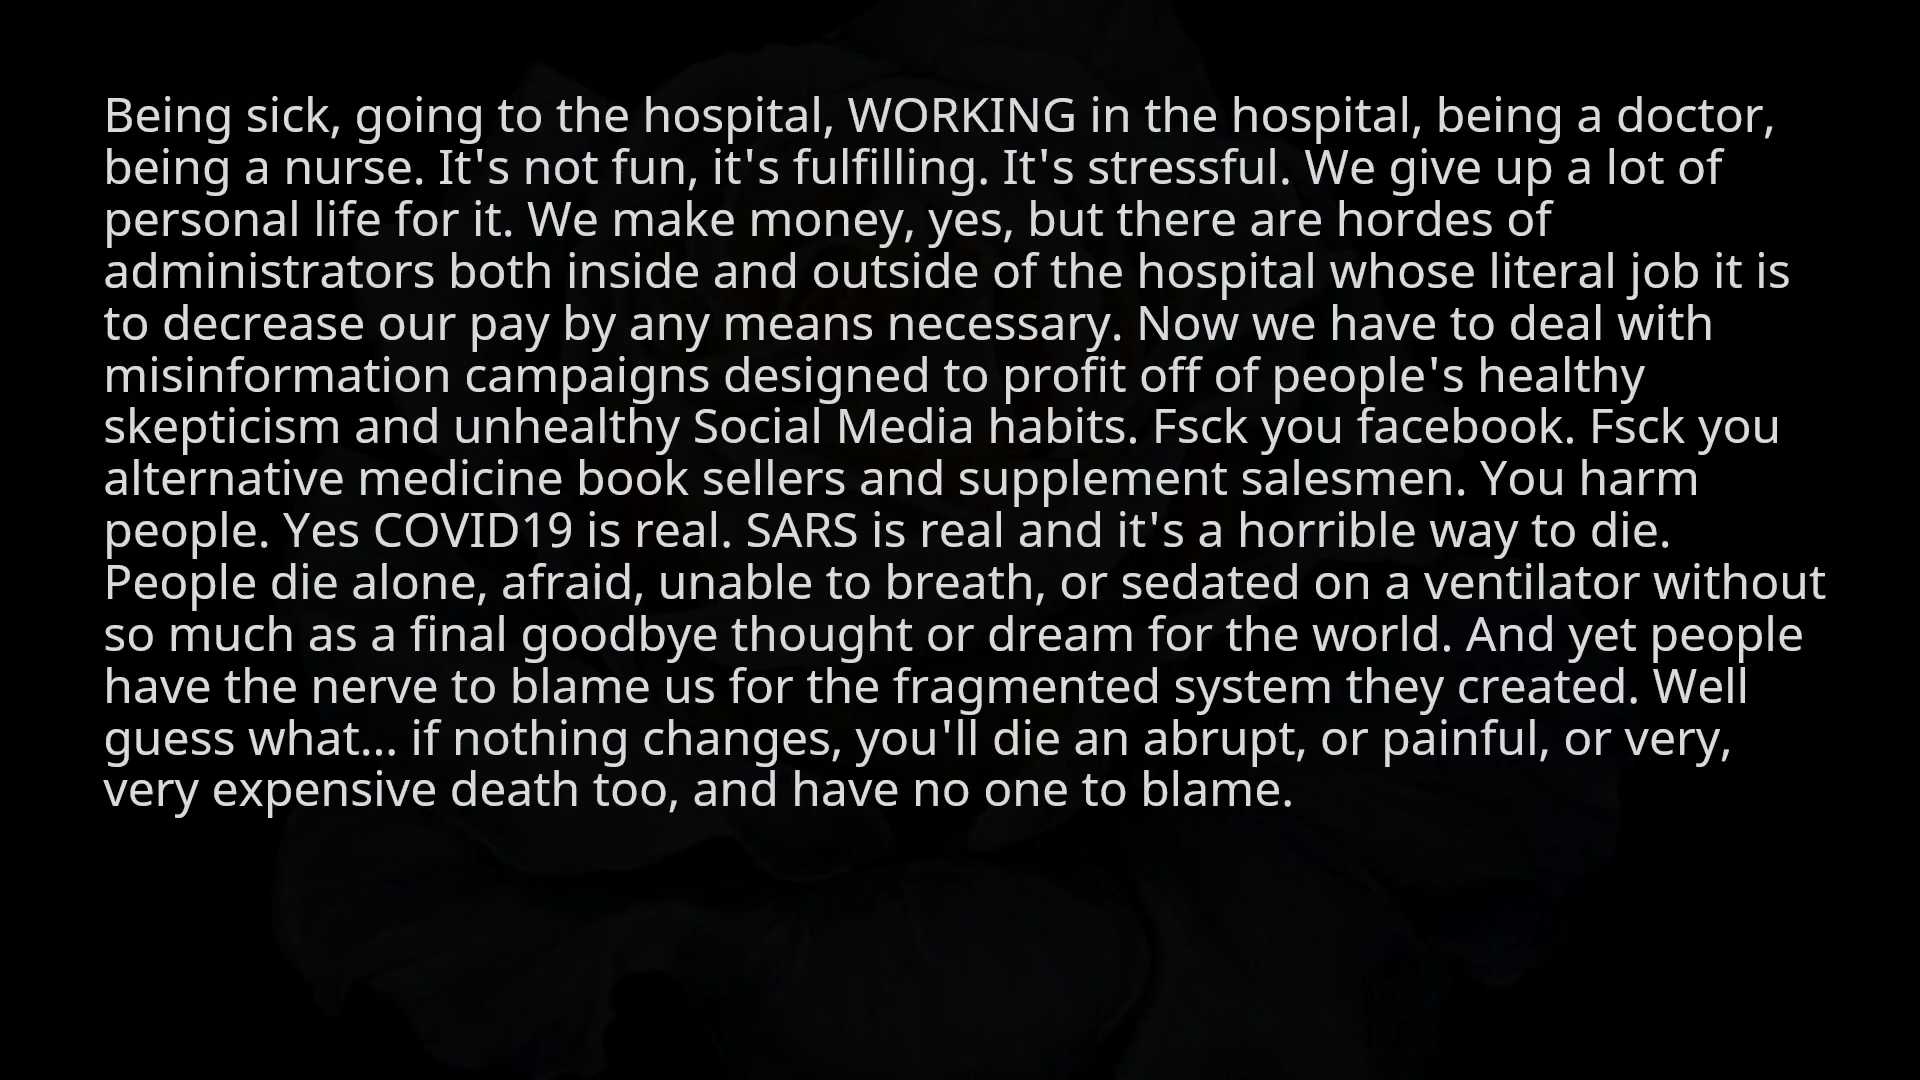 Being sick, going to the hospital, WORKING in the hospital, being a doctor,
being a nurse. It's not fun, it's fulfilling. It's stressful. We give up a lot of
personal life for it. We make money, yes, but there are hordes of
administrators both inside and outside of the hospital whose literal job it is
to decrease our pay by any means necessary. Now we have to deal with
misinformation campaigns designed to profit off of people's healthy
skepticism and unhealthy Social Media habits. Fsck you facebook. Fsck you
alternative medicine book sellers and supplement salesmen. You harm
people. Yes COVID19 is real. SARS is real and it's a horrible way to die.
People die alone, afraid, unable to breath, or sedated on a ventilator without
so much as a final goodbye thought or dream for the world. And yet people
have the nerve to blame us for the fragmented system they created. Well
guess what... if nothing changes, you'll die an abrupt, or painful, or very,
very expensive death too, and have no one to blame.